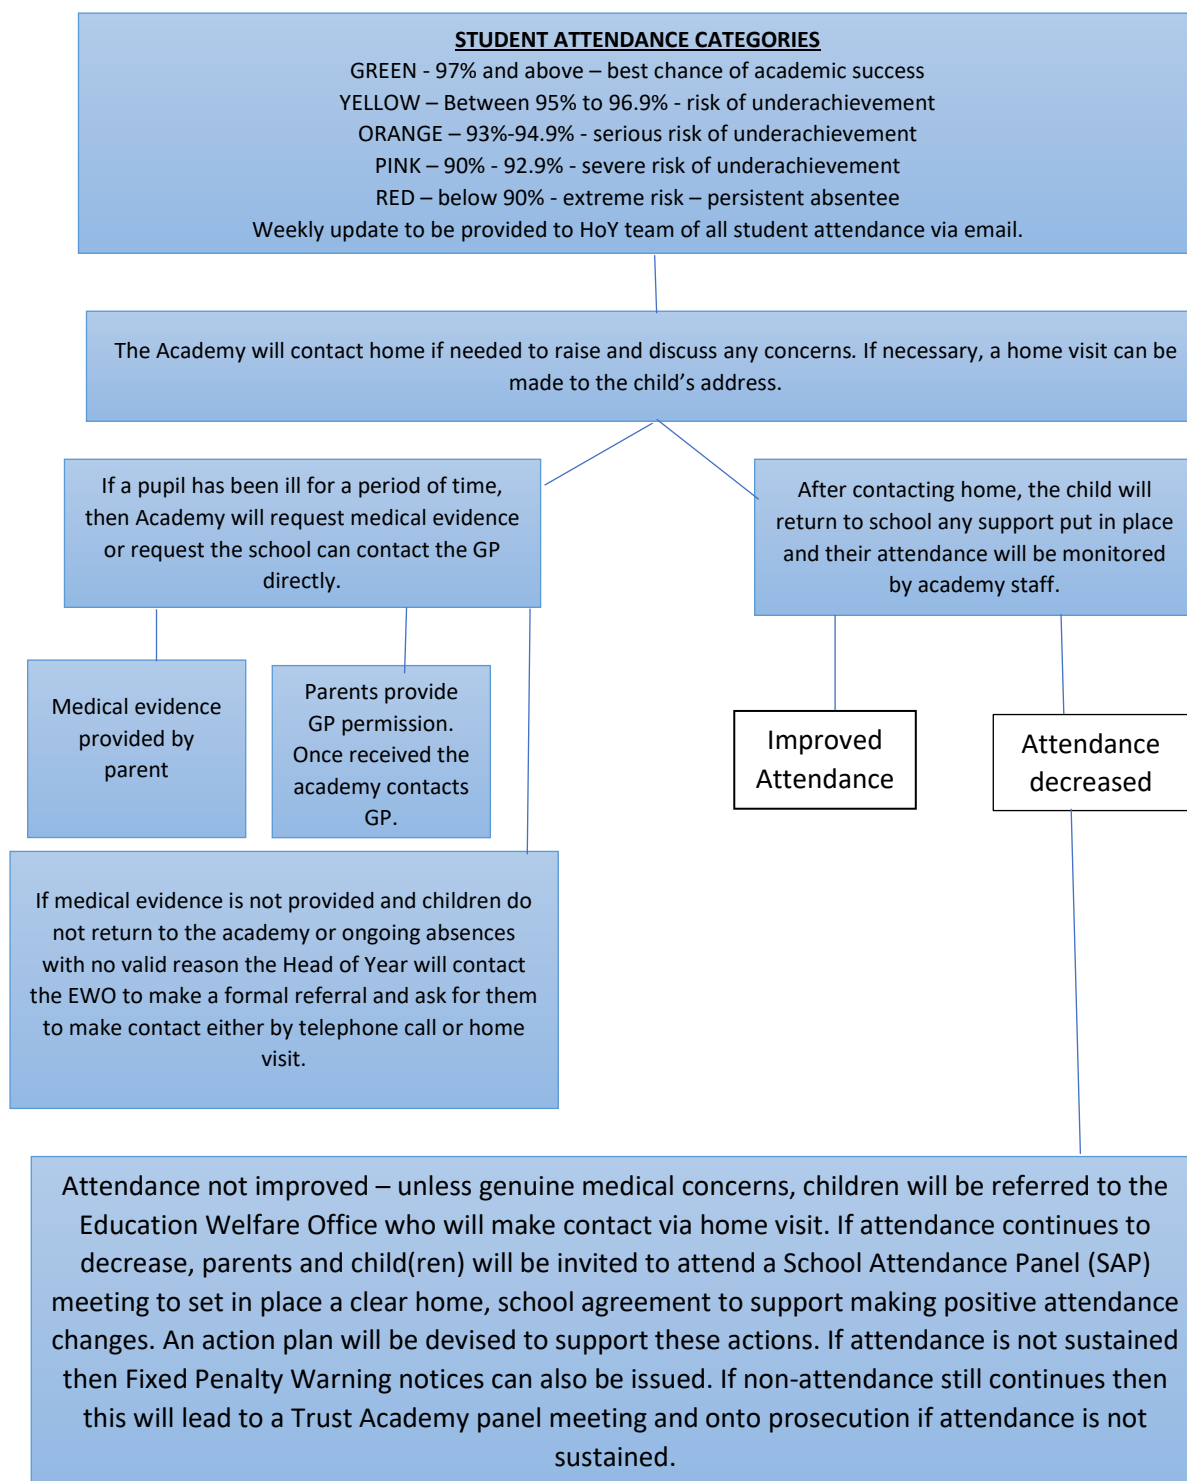 STUDENT ATTENDANCE CATEGORIES
GREEN - 97% and above – best chance of academic success
YELLOW – Between 95% to 96.9% - risk of underachievement
ORANGE – 93%-94.9% - serious risk of underachievement
PINK – 90% - 92.9% - severe risk of underachievement
RED – below 90% - extreme risk – persistent absentee
Weekly update to be provided to HoY team of all student attendance via email.
The Academy will contact home if needed to raise and discuss any concerns. If necessary, a home visit can be
made to the child’s address.
If a pupil has been ill for a period of time,
then Academy will request medical evidence
or request the school can contact the GP
directly.
After contacting home, the child will
return to school any support put in place
and their attendance will be monitored
by academy staff.
Medical evidence
provided by
parent
Parents provide
GP permission.
Once received the
academy contacts
GP.
Improved
Attendance
Attendance
decreased
If medical evidence is not provided and children do
not return to the academy or ongoing absences
with no valid reason the Head of Year will contact
the EWO to make a formal referral and ask for them
to make contact either by telephone call or home
visit.
Attendance not improved – unless genuine medical concerns, children will be referred to the
Education Welfare Office who will make contact via home visit. If attendance continues to
decrease, parents and child(ren) will be invited to attend a School Attendance Panel (SAP)
meeting to set in place a clear home, school agreement to support making positive attendance
changes. An action plan will be devised to support these actions. If attendance is not sustained
then Fixed Penalty Warning notices can also be issued. If non-attendance still continues then
this will lead to a Trust Academy panel meeting and onto prosecution if attendance is not
sustained.